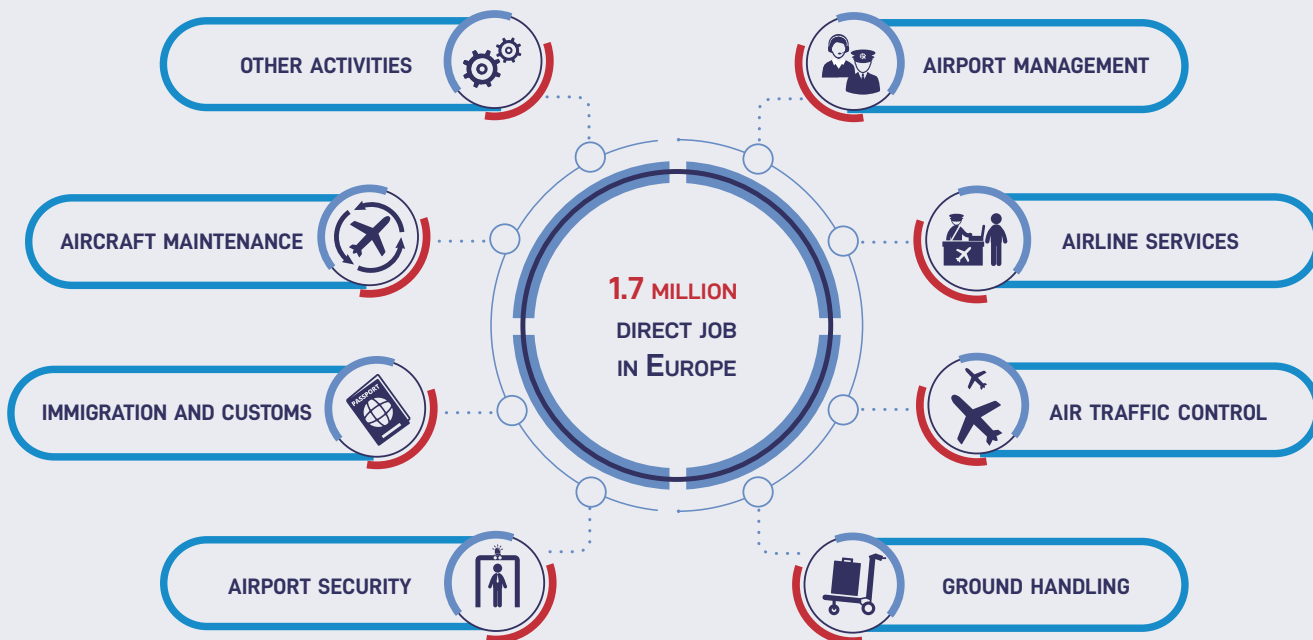 OTHER ACTIVITIES
AIRPORT MANAGEMENT
AIRCRAFT MAINTENANCE
AIRLINE SERVICES
1.7 MILLION
DIRECT JOB
IN EUROPE
IMMIGRATION AND CUSTOMS
PASSPORT
AIR TRAFFIC CONTROL
AIRPORT SECURITY
GROUND HANDLING